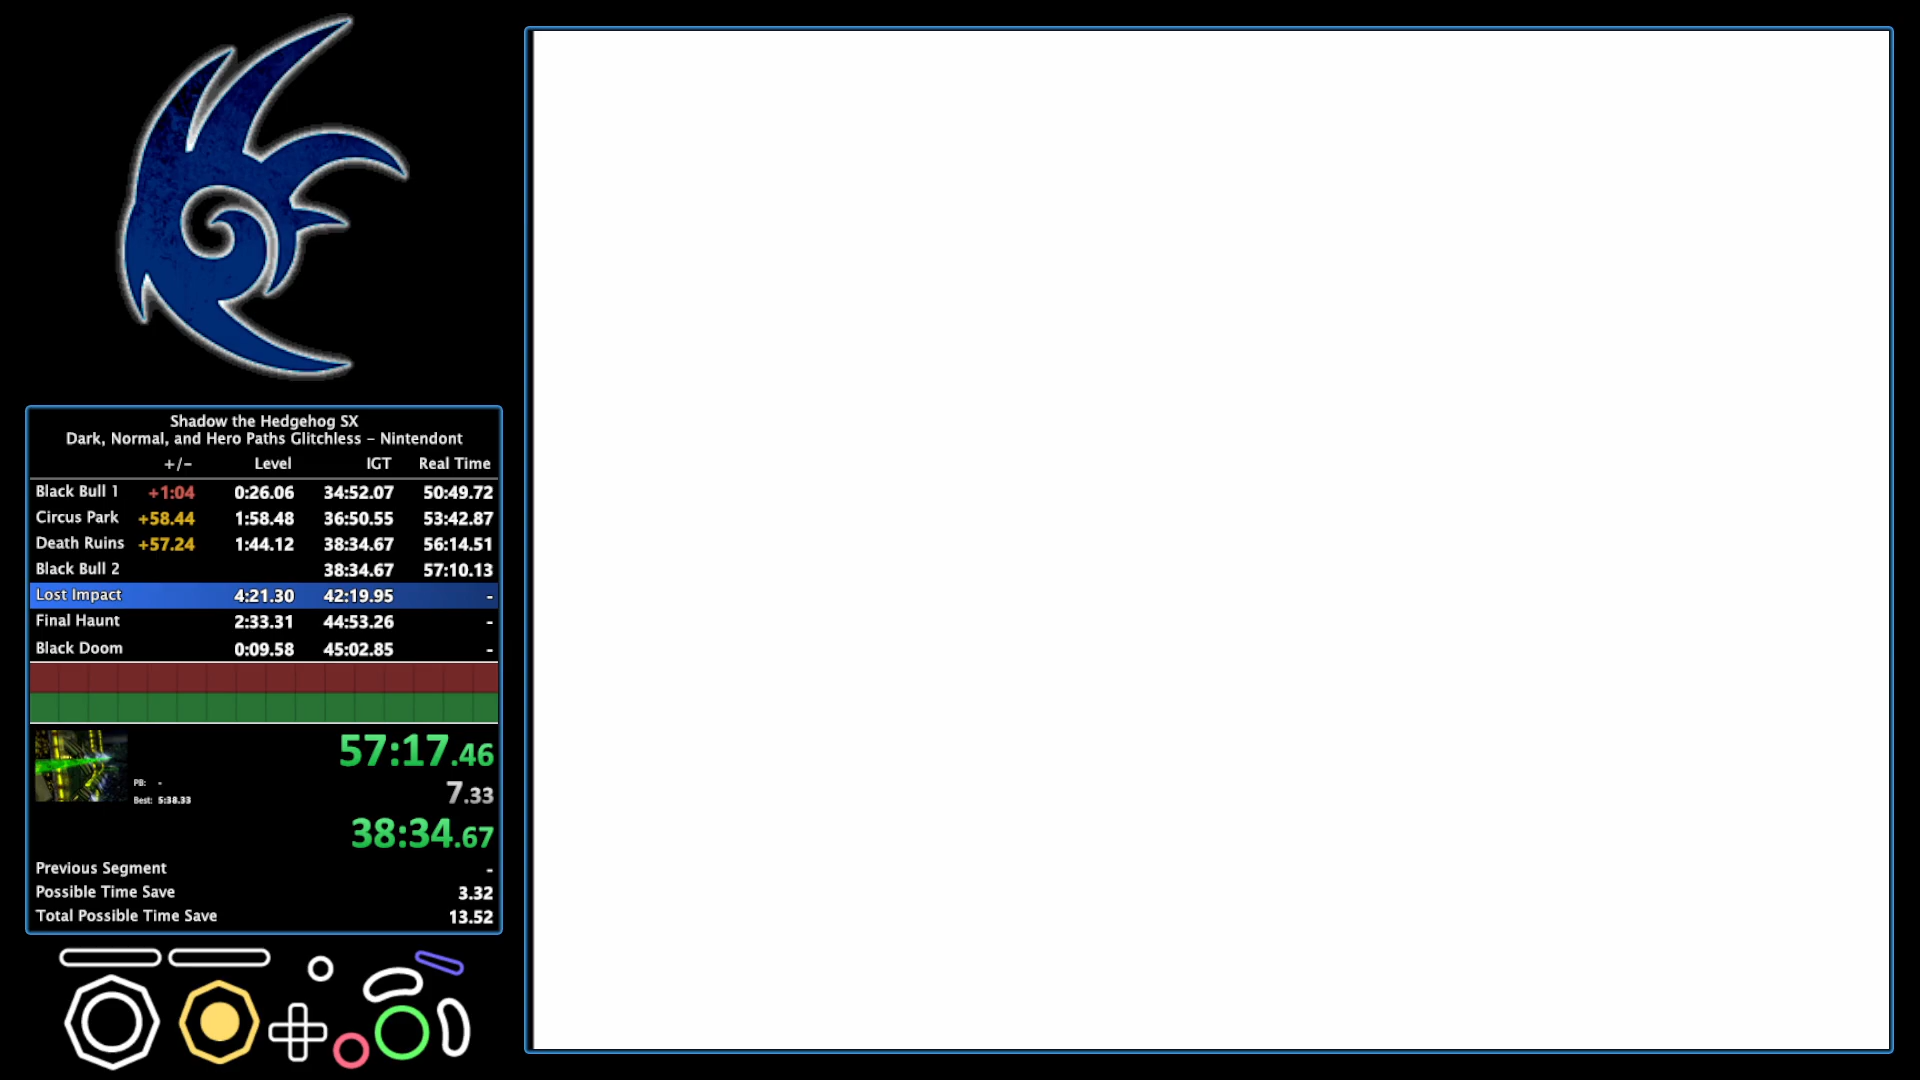 Shadow the Hedgehog SX
Dark, Normal, and Hero Paths Glitchless - Nintendont
+/- Level IGT Real Time
Black Bull 1 +1:04 0:26.06 34:52.07 50:49.72
Circus Park +58.44 1:58.48 36:50.55 53:42.87
Death Ruins +57.24 1:44.12 38:34.67 56:14.51
Black Bull 2 38:34.67 57:10.13
Lost Impact 4:21.30 42:19.95 -
Final Haunt 2:33.31 44:53.26 -
Black Doom 0:09.58 45:02.85 -
57:17.46
PB: - 7.33
Best: 5:38.33
38:34.67
Previous Segment -
Possible Time Save 3.32
Total Possible Time Save 13.52